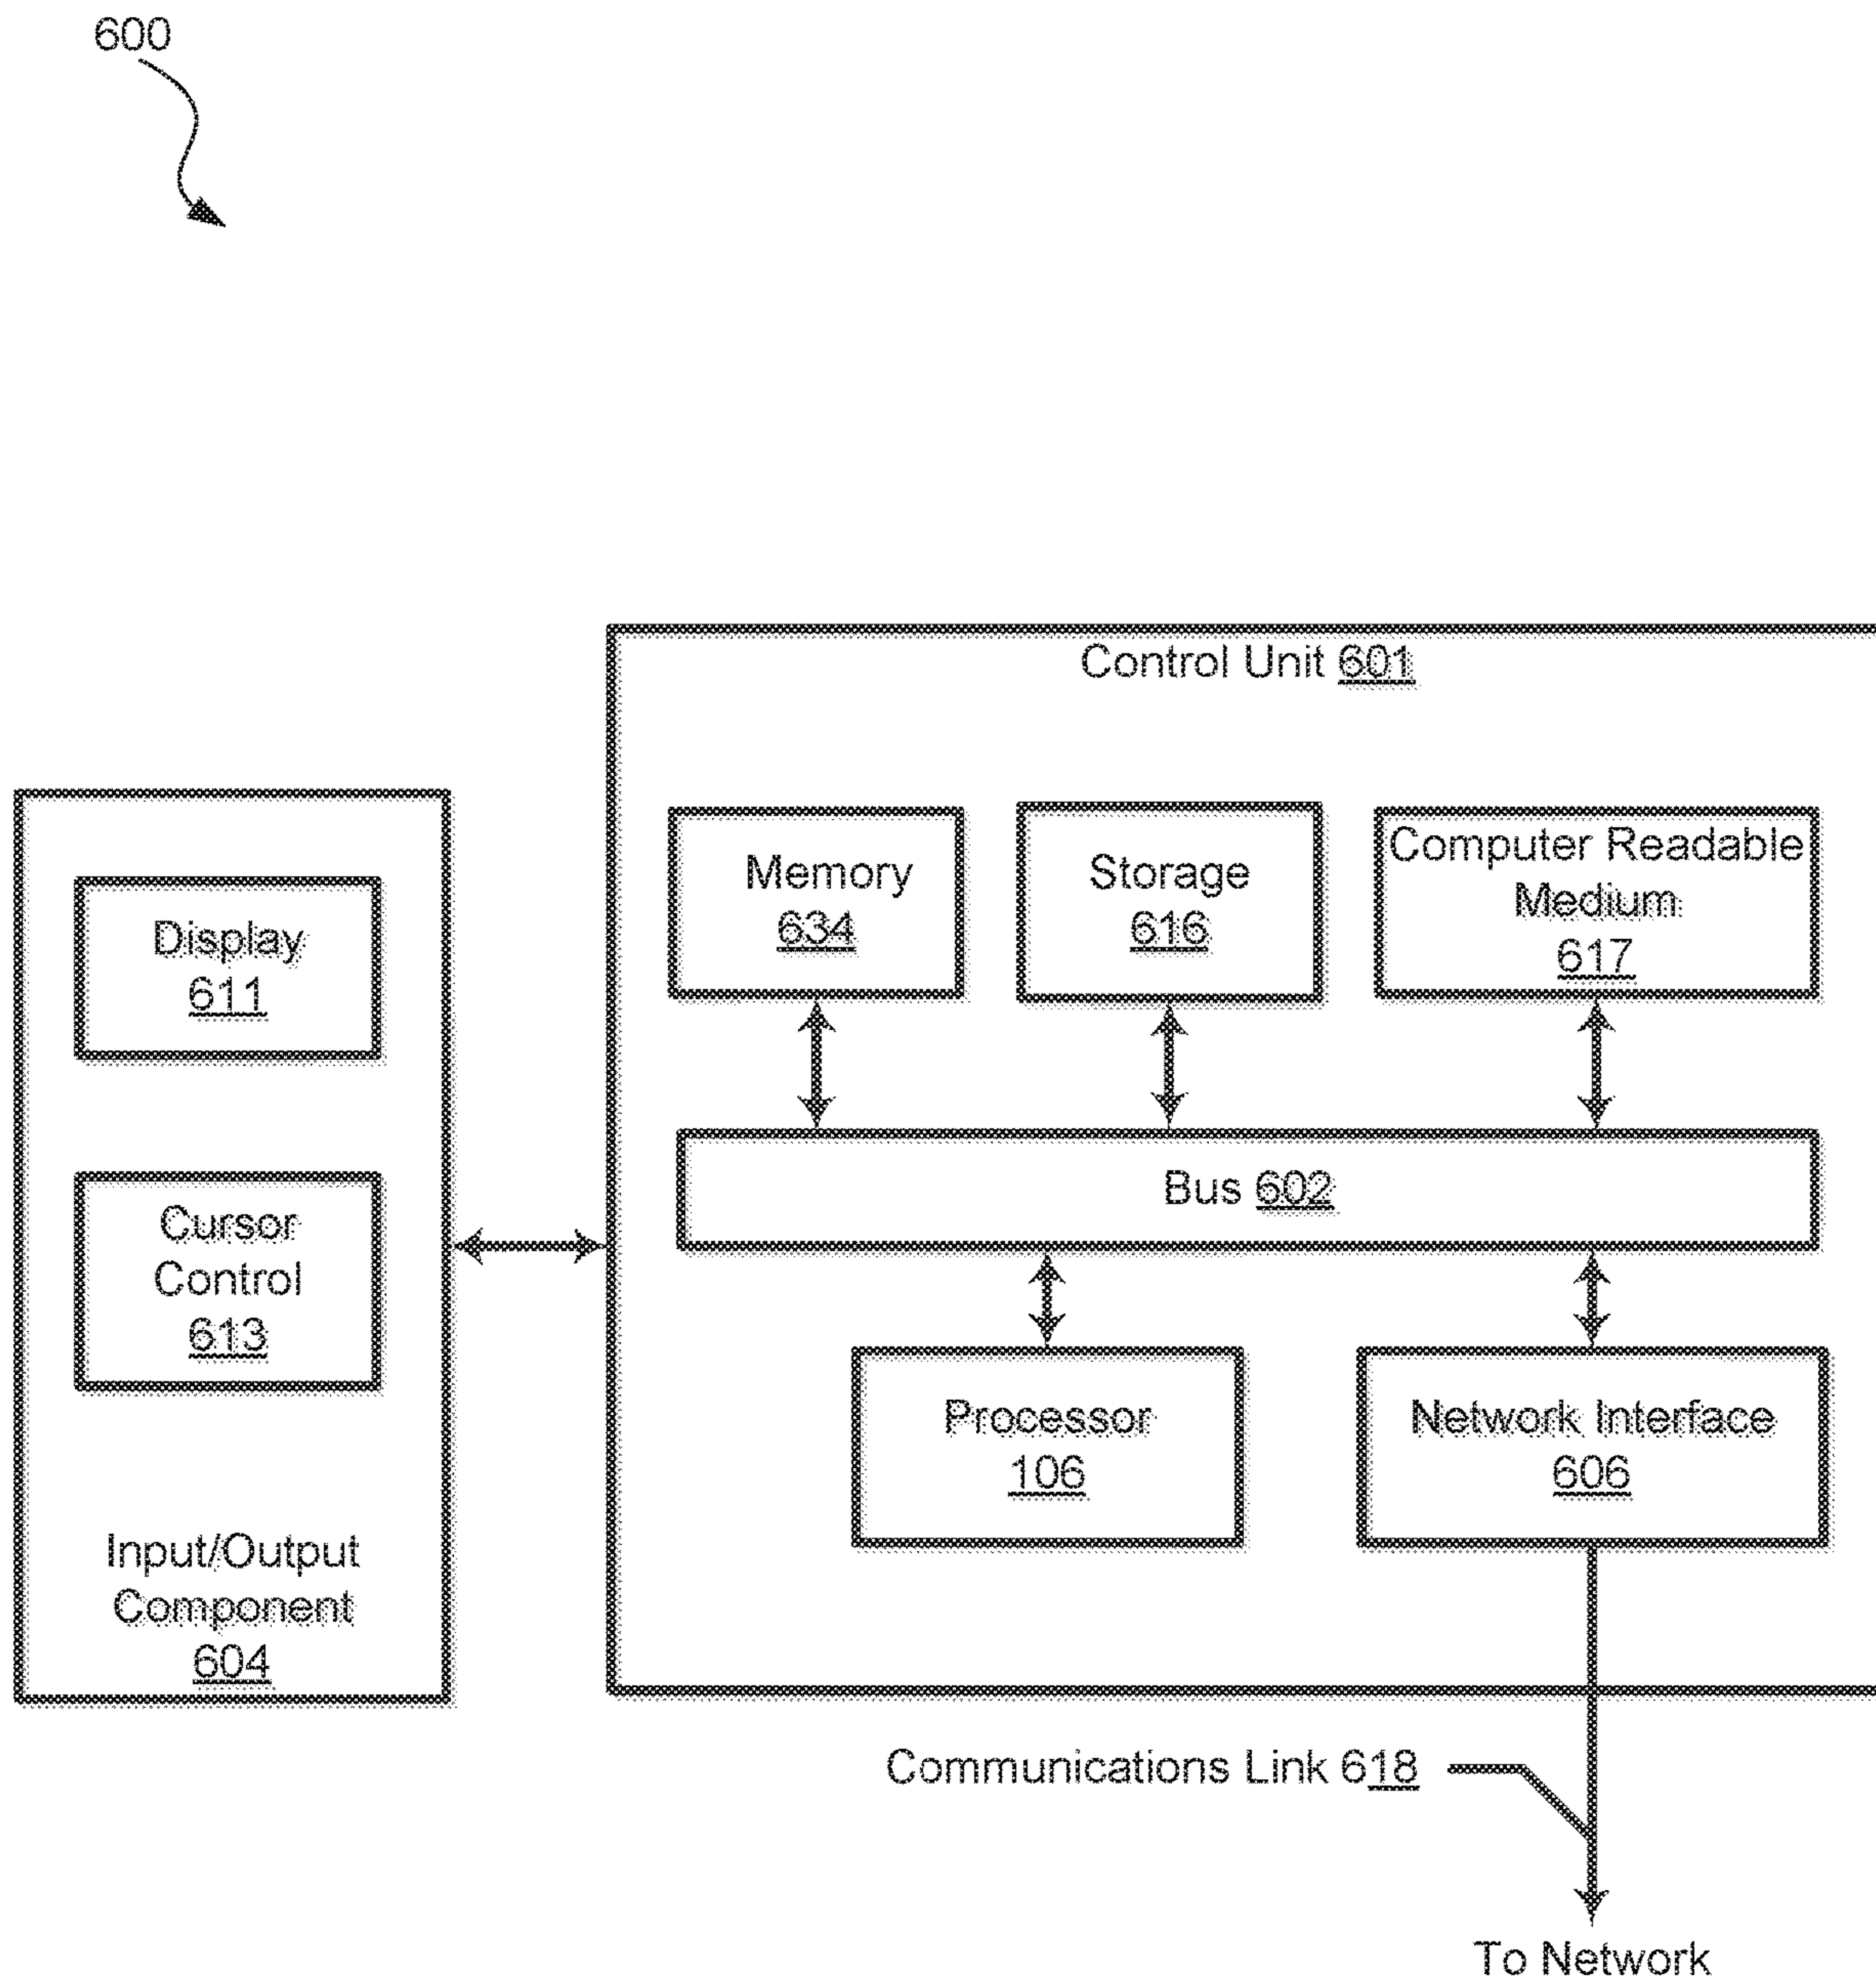 600
Control Unit 601
Memory
634
Storage
616
Computer Readable
Medium
617
Display
611
Bus 602
Cursor
Control
613
Processor
106
Network Interface
606
Input/Output
Component
604
Communications Link 618
To Network